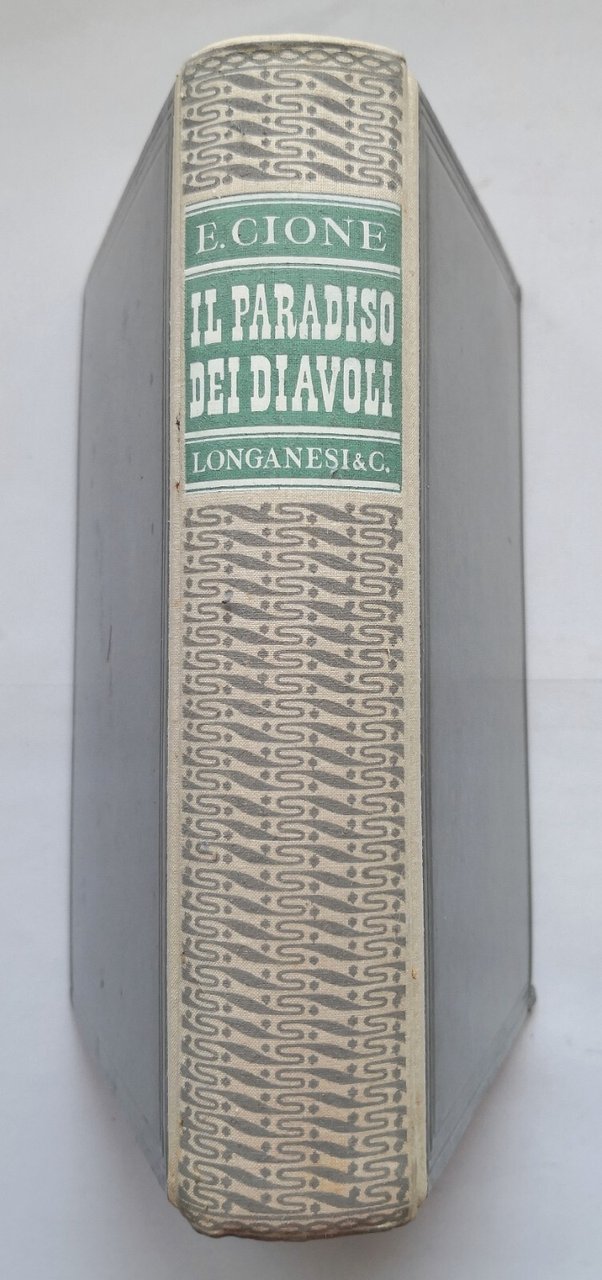 E. CIONE
IL PARADISO
DEI DIAVOLI
LONGANESI & C.